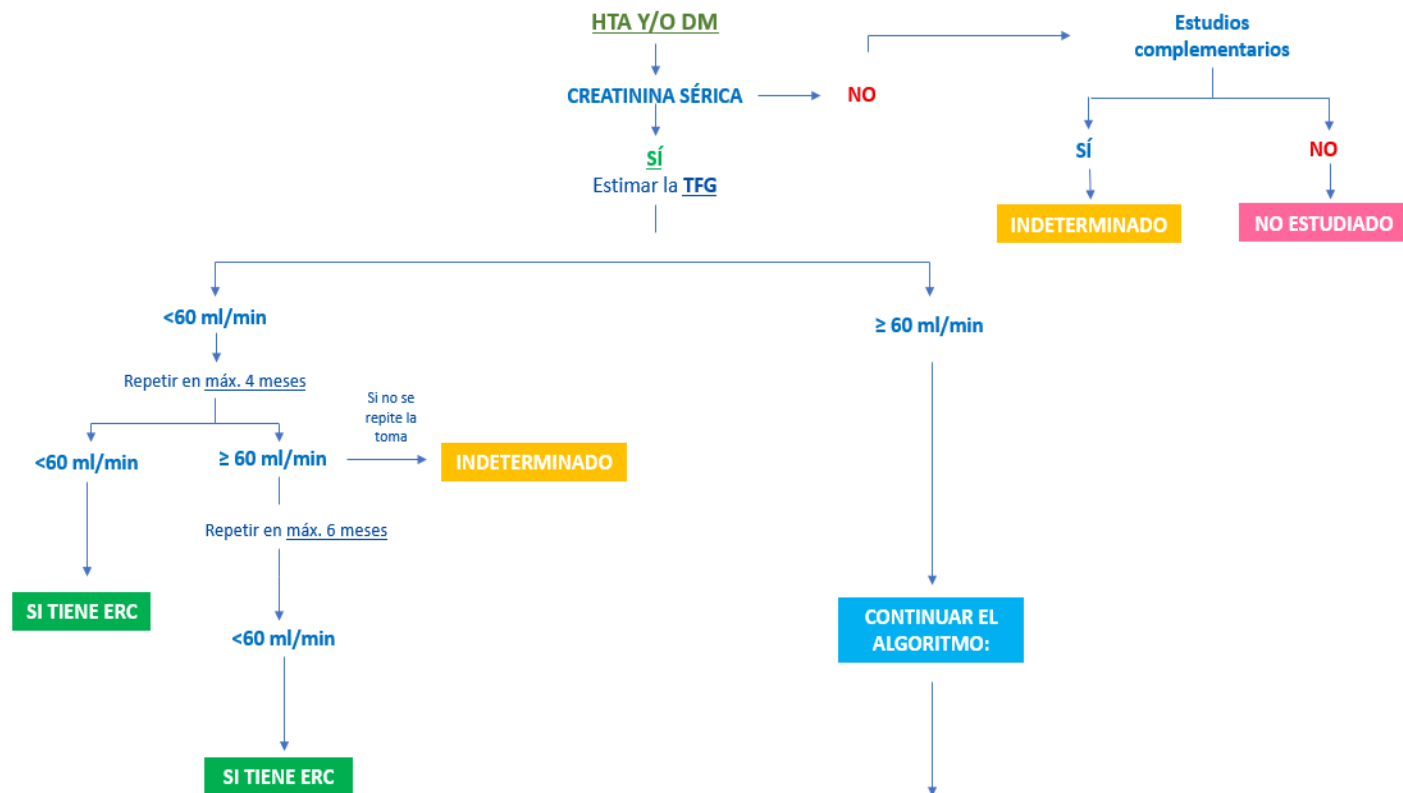 HTA Y/O DM
CREATININA SÉRICA
NO
Estudios
complementarios
SÍ
NO
INDETERMINADO
NO ESTUDIADO
SÍ
Estimar la TFG
<60 ml/min
≥ 60 ml/min
Repetir en máx. 4 meses
Si no se
repite la
toma
<60 ml/min
≥ 60 ml/min
INDETERMINADO
Repetir en máx. 6 meses
SI TIENE ERC
<60 ml/min
SI TIENE ERC
CONTINUAR EL
ALGORITMO: